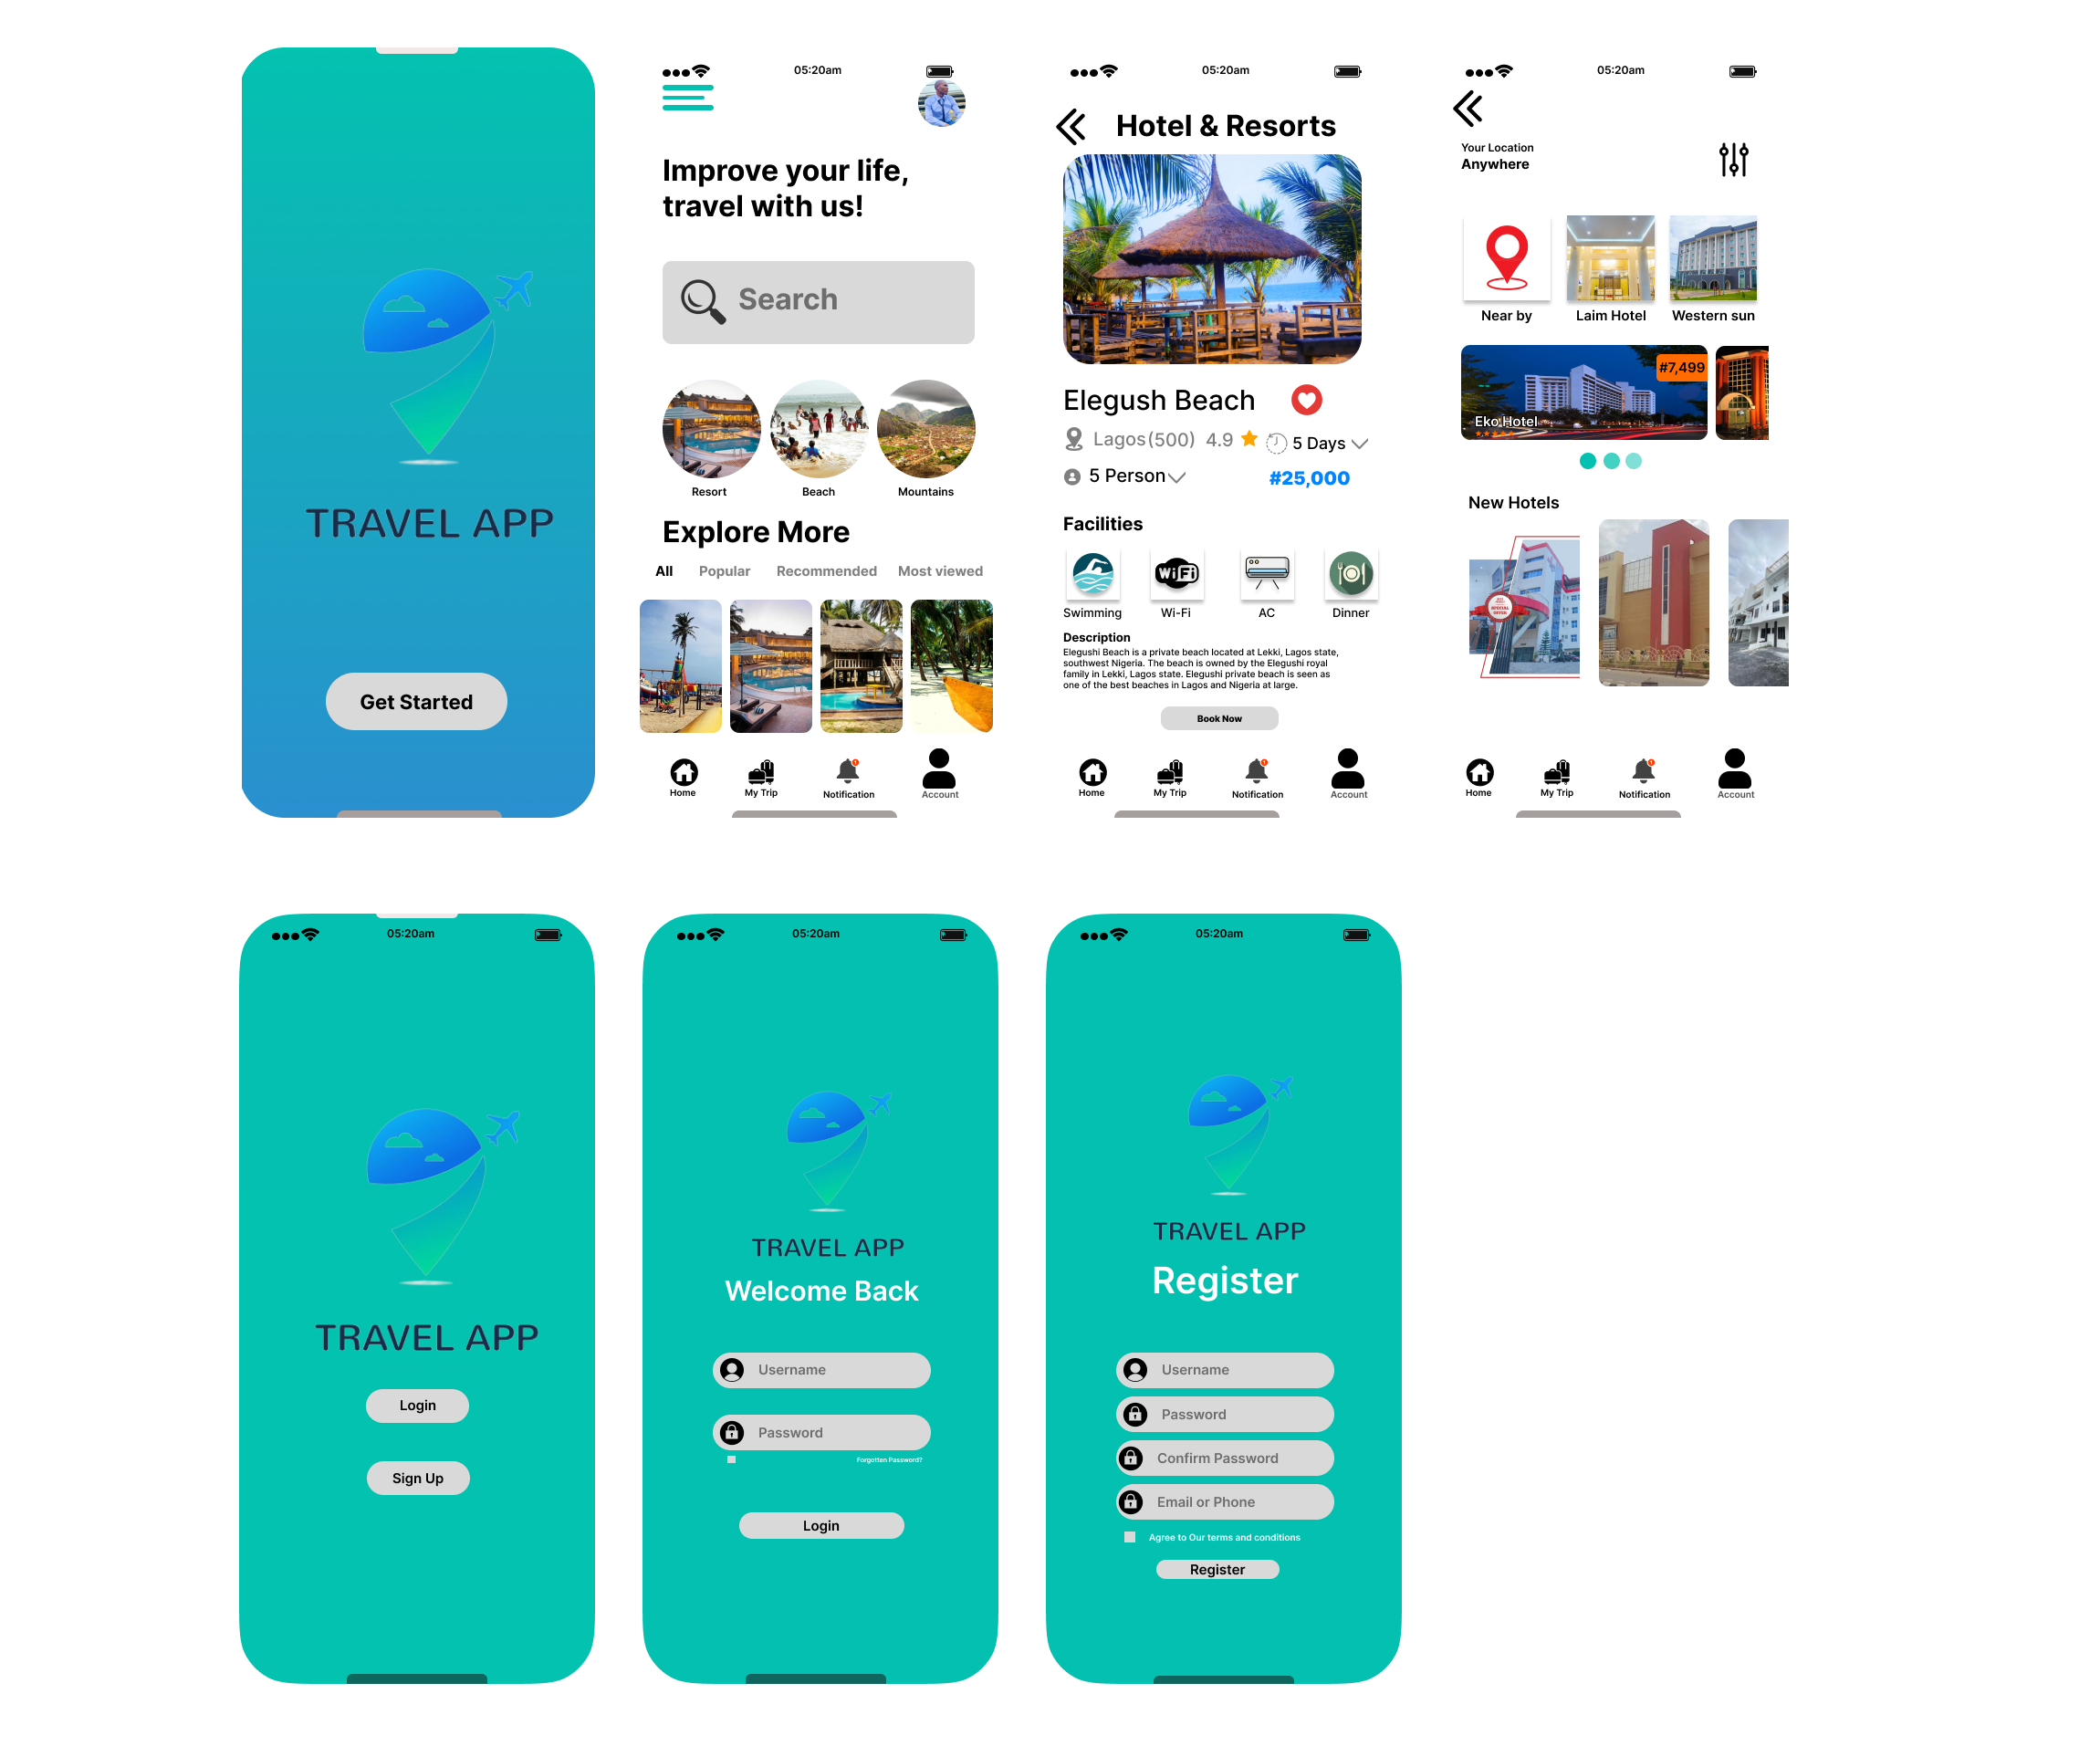 TRAVEL APP
Get Started
05:20am
Improve your life,
travel with us!
Search
Resort
Beach
Mountains
Explore More
All
Popular
Recommended
Most viewed
Home
My Trip
1
Notification
Account
05:20am
Hotel & Resorts
Elegush Beach
Lagos(500) 4.9
5 Days
5 Person
#25,000
Facilities
WiFi
Swimming
Wi-Fi
AC
Dinner
Description
Elegushi Beach is a private beach located at Lekki, Lagos state,
southwest Nigeria. The beach is owned by the Elegushi royal
family in Lekki, Lagos state. Elegushi private beach is seen as
one of the best beaches in Lagos and Nigeria at large.
Book Now
Home
My Trip
1
Notification
Account
05:20am
Your Location
Anywhere
Near by
Laim Hotel
Western sun
#7,499
Eko Hotel
New Hotels
SPECIAL
OFFER
Home
My Trip
1
Notification
Account
05:20am
TRAVEL APP
Login
Sign Up
05:20am
TRAVEL APP
Welcome Back
Username
Password
Forgotten Password?
Login
05:20am
TRAVEL APP
Register
Username
Password
Confirm Password
Email or Phone
Agree to Our terms and conditions
Register